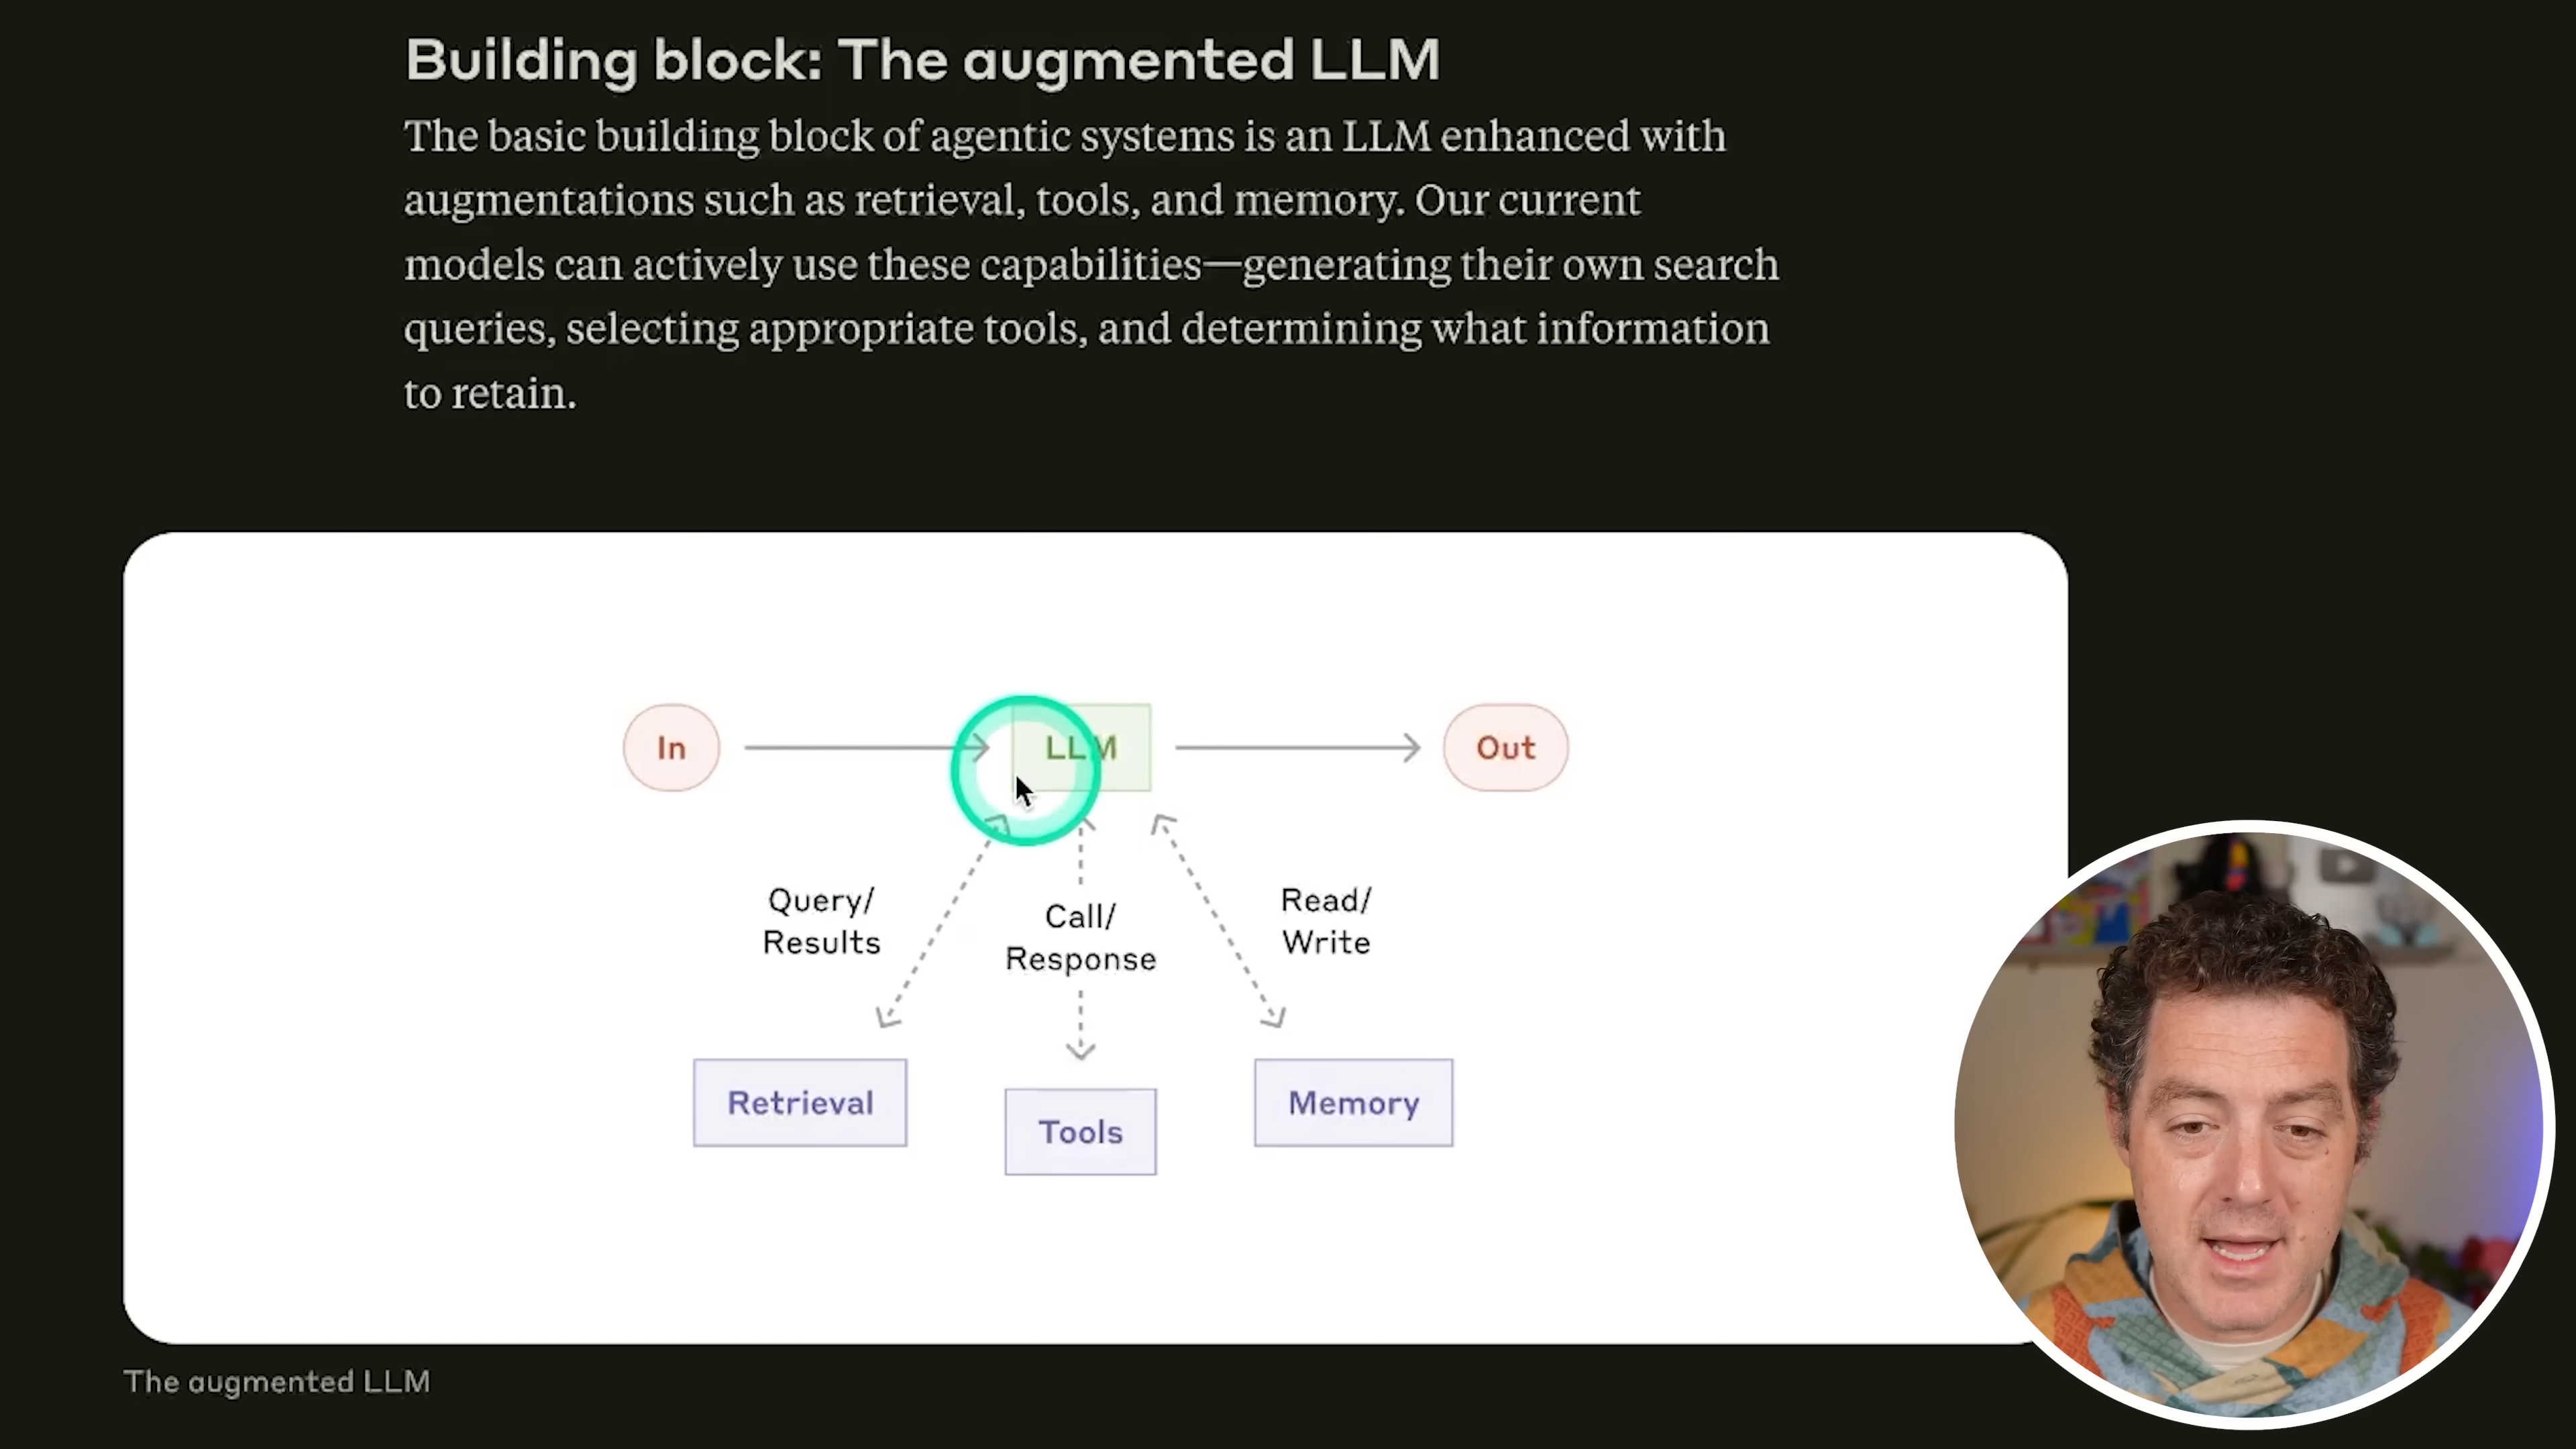 Building block: The augmented LLM
The basic building block of agentic systems is an LLM enhanced with
augmentations such as retrieval, tools, and memory. Our current
models can actively use these capabilities—generating their own search
queries, selecting appropriate tools, and determining what information
to retain.
In
LLM
Out
Query/
Results
Call/
Response
Read/
Write
Retrieval
Tools
Memory
The augmented LLM